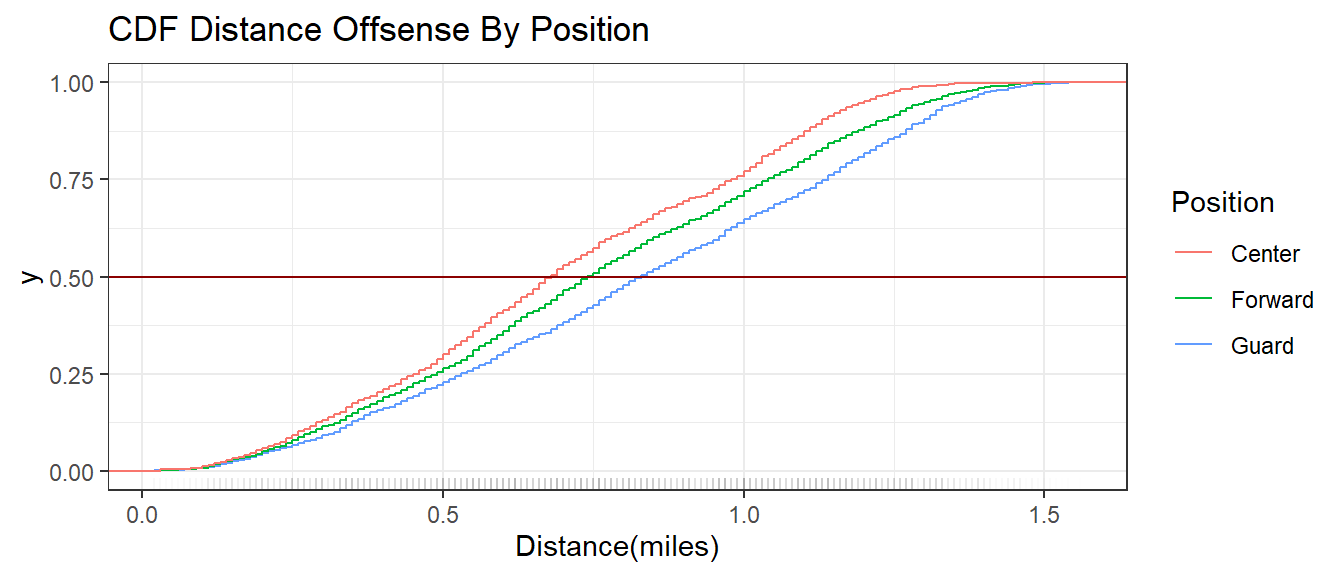 CDF Distance Offsense By Position
1.00
0.75
0.50
0.25
0.00
y
0.0 0.5 1.0 1.5
Distance(miles)
Position
Center
Forward
Guard